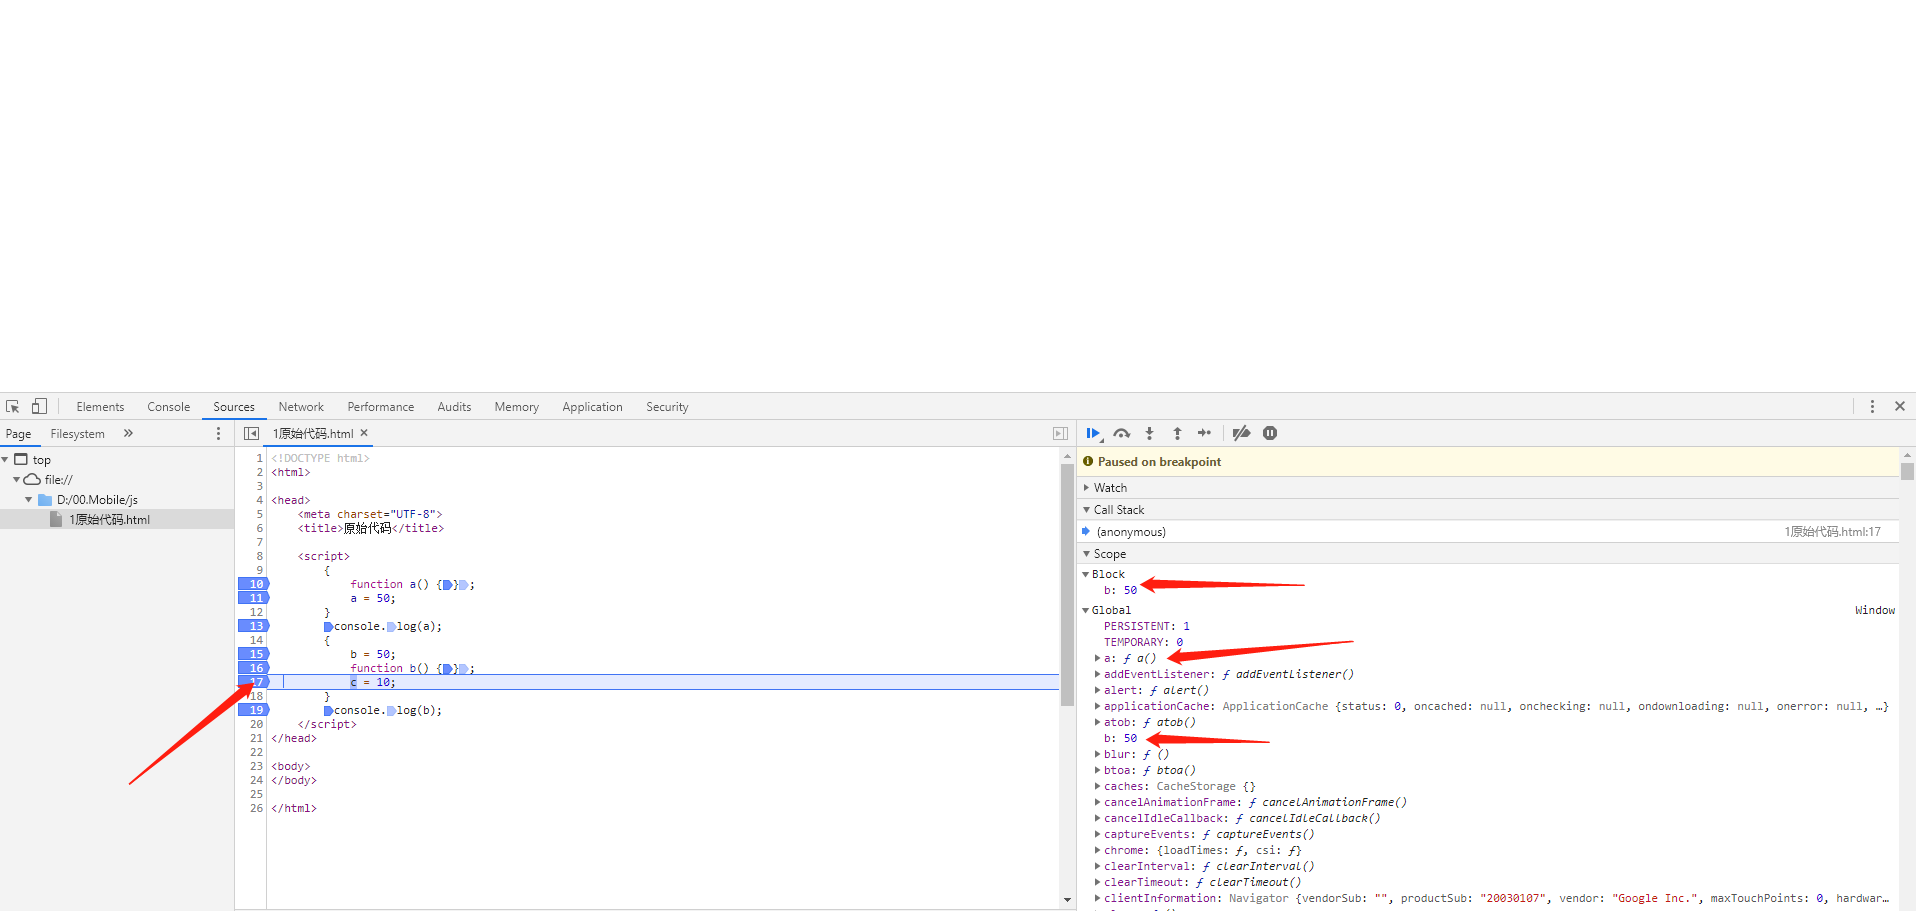 Elements Console Sources Network Performance Audits Memory Application Security
Page Filesystem »
1原始代码.html ×
top
file://
D:/00.Mobile/js
1原始代码.html
1 <!DOCTYPE html>
2 <html>
3
4 <head>
5 <meta charset="UTF-8">
6 <title>原始代码</title>
7
8 <script>
9 {
10 function a() {};
11 a = 50;
12 }
13 console.log(a);
14 {
15 b = 50;
16 function b() {};
17 c = 10;
18 }
19 console.log(b);
20 </script>
21 </head>
22
23 <body>
24 </body>
25
26 </html>
Paused on breakpoint
Watch
Call Stack
(anonymous) 1原始代码.html:17
Scope
Block
b: 50
Global Window
PERSISTENT: 1
TEMPORARY: 0
a: ƒ a()
addEventListener: ƒ addEventListener()
alert: ƒ alert()
applicationCache: ApplicationCache {status: 0, oncached: null, onchecking: null, ondownloading: null, onerror: null, …}
atob: ƒ atob()
b: 50
blur: ƒ ()
btoa: ƒ btoa()
caches: CacheStorage {}
cancelAnimationFrame: ƒ cancelAnimationFrame()
cancelIdleCallback: ƒ cancelIdleCallback()
captureEvents: ƒ captureEvents()
chrome: {loadTimes: ƒ, csi: ƒ}
clearInterval: ƒ clearInterval()
clearTimeout: ƒ clearTimeout()
clientInformation: Navigator {vendorSub: "", productSub: "20030107", vendor: "Google Inc.", maxTouchPoints: 0, hardwar…